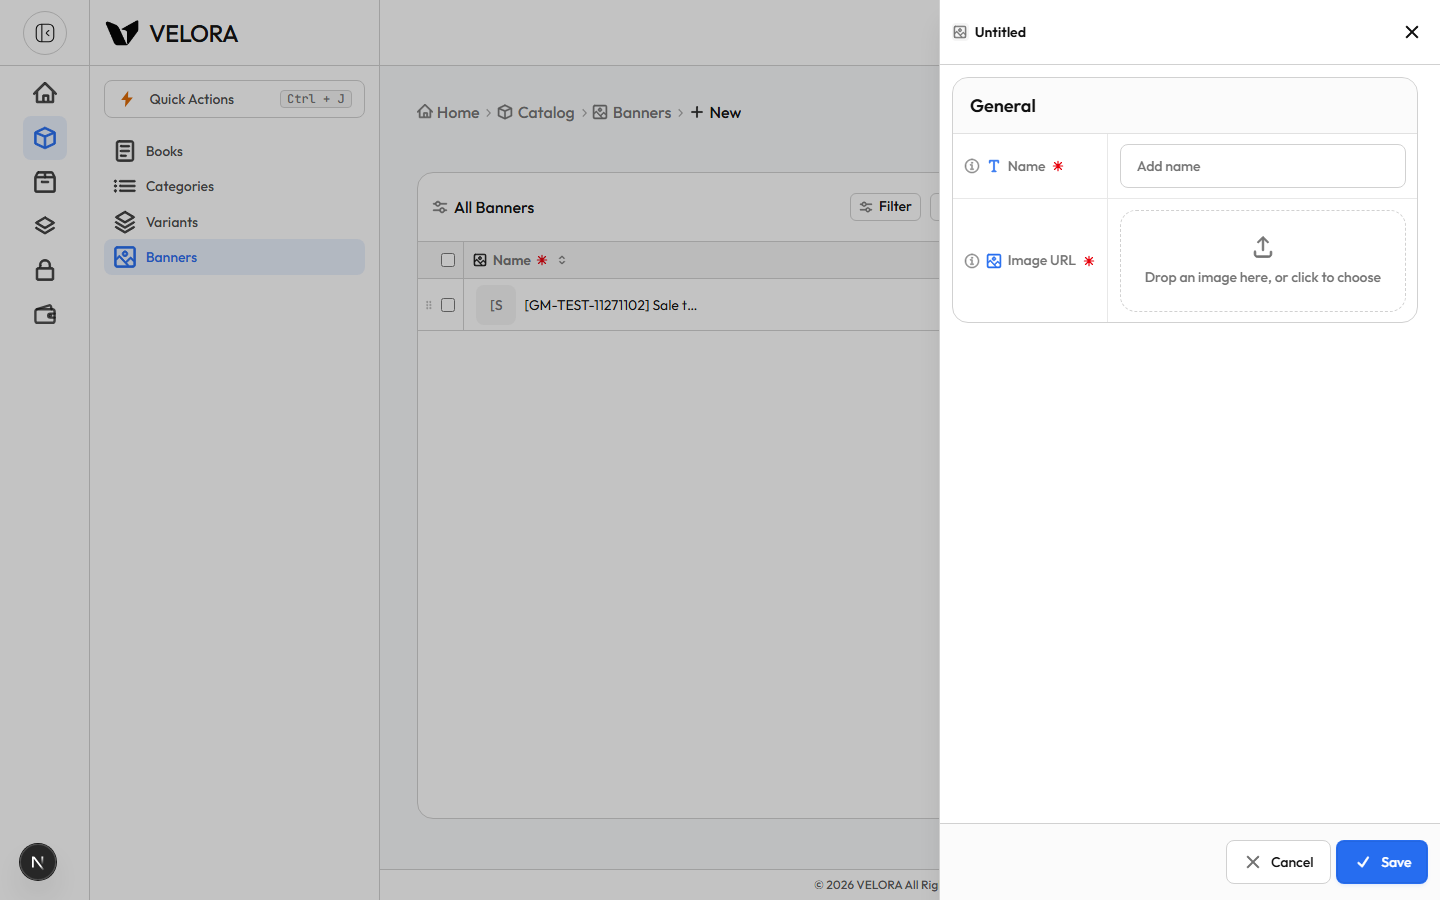 VELORA
Quick Actions Ctrl + J
Books
Categories
Variants
Banners
Home
Catalog
Banners
New
All Banners
Filter
Name *
[S [GM-TEST-11271102] Sale t...
© 2026 VELORA All Rig
Untitled
General
Name *
Add name
Image URL *
Drop an image here, or click to choose
Cancel
Save
N